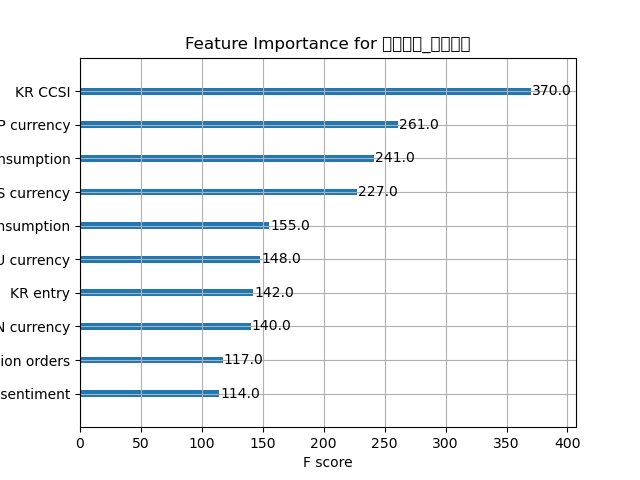 Feature Importance for
KR CCSI
370.0
P currency
261.0
nsumption
241.0
S currency
227.0
nsumption
155.0
U currency
148.0
KR entry
142.0
N currency
140.0
ion orders
117.0
sentiment
114.0
0 50 100 150 200 250 300 350 400
F score